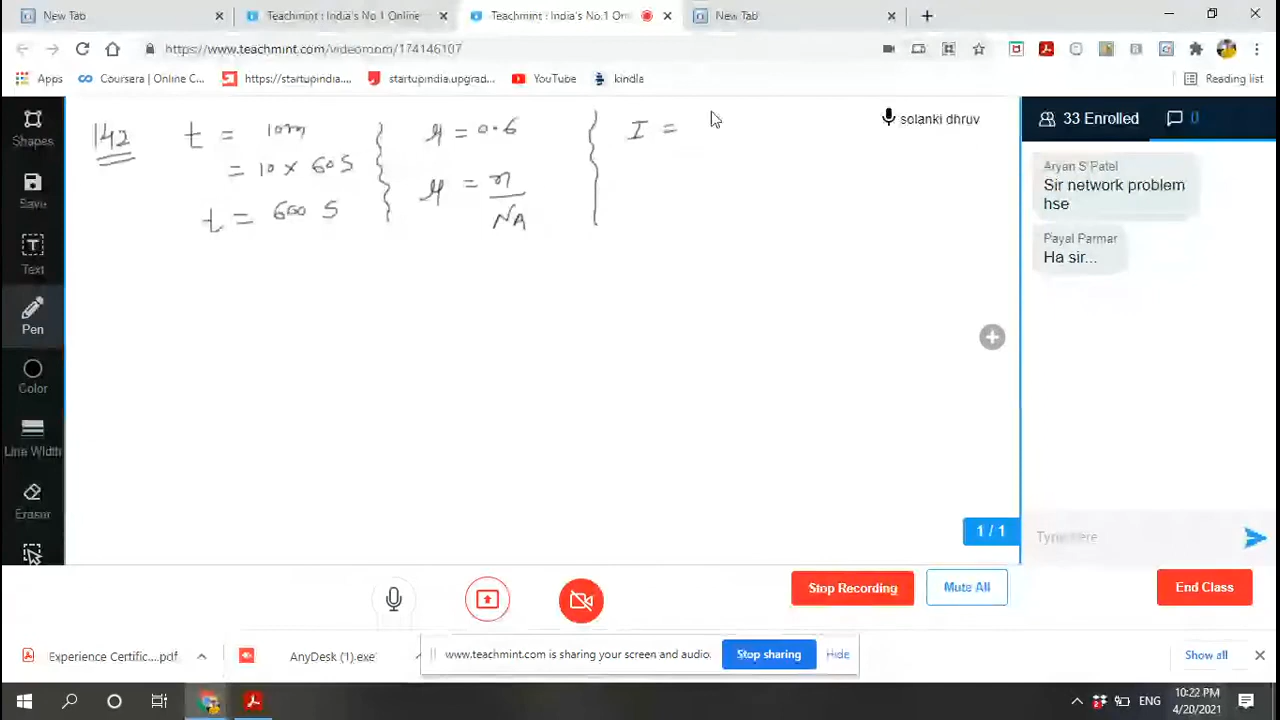 New Tab
Teachmint : India's No.1 Online
Teachmint : India's No.1 On
New Tab
https://www.teachmint.com/videoroom/174146107
Apps
Coursera | Online C...
https://startupindia....
startupindia.upgrad...
YouTube
kindla
Reading list
Shapes
Save
Text
Pen
Color
Line Width
Eraser
142
t = 10m
= 10 × 60 S
t = 600 S
μ = 0.6
μ = n
NA
I =
solanki dhruv
1 / 1
33 Enrolled
0
Aryan S Patel
Sir network problem
hse
Payal Parmar
Ha sir...
Type Here
Stop Recording
Mute All
End Class
Experience Certific....pdf
AnyDesk (1).exe
www.teachmint.com is sharing your screen and audio.
Stop sharing
Hide
Show all
ENG
10:22 PM
4/20/2021